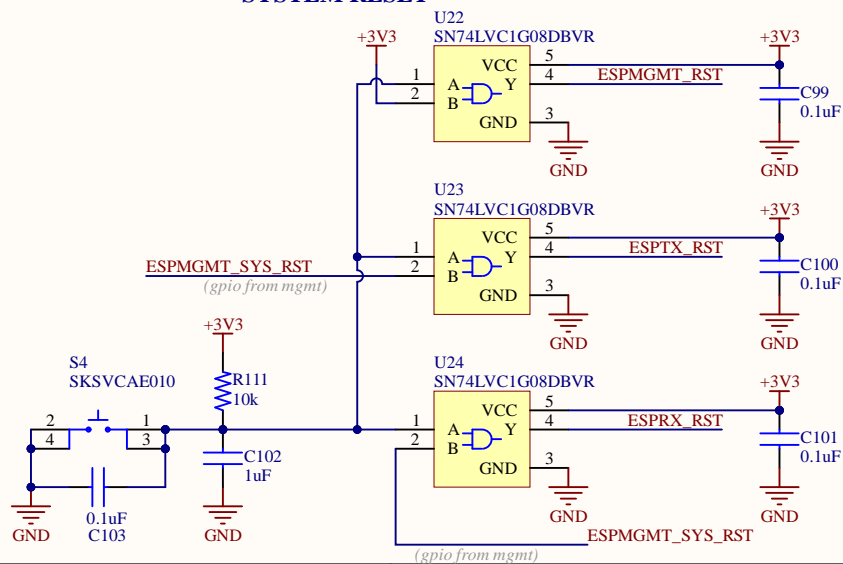 SYSTEM RESET
U22
SN74LVC1G08DBVR
+3V3
1
2
A
B
VCC
Y
GND
5
4
3
ESPMGMT_RST
GND
+3V3
C99
0.1uF
GND
U23
SN74LVC1G08DBVR
ESPMGMT_SYS_RST
(gpio from mgmt)
1
2
A
B
VCC
Y
GND
5
4
3
ESPTX_RST
GND
+3V3
C100
0.1uF
GND
S4
SKSVCAE010
2
4
1
3
0.1uF
C103
GND
+3V3
R111
10k
C102
1uF
GND
U24
SN74LVC1G08DBVR
1
2
A
B
VCC
Y
GND
5
4
3
ESPRX_RST
GND
+3V3
C101
0.1uF
GND
ESPMGMT_SYS_RST
(gpio from mgmt)